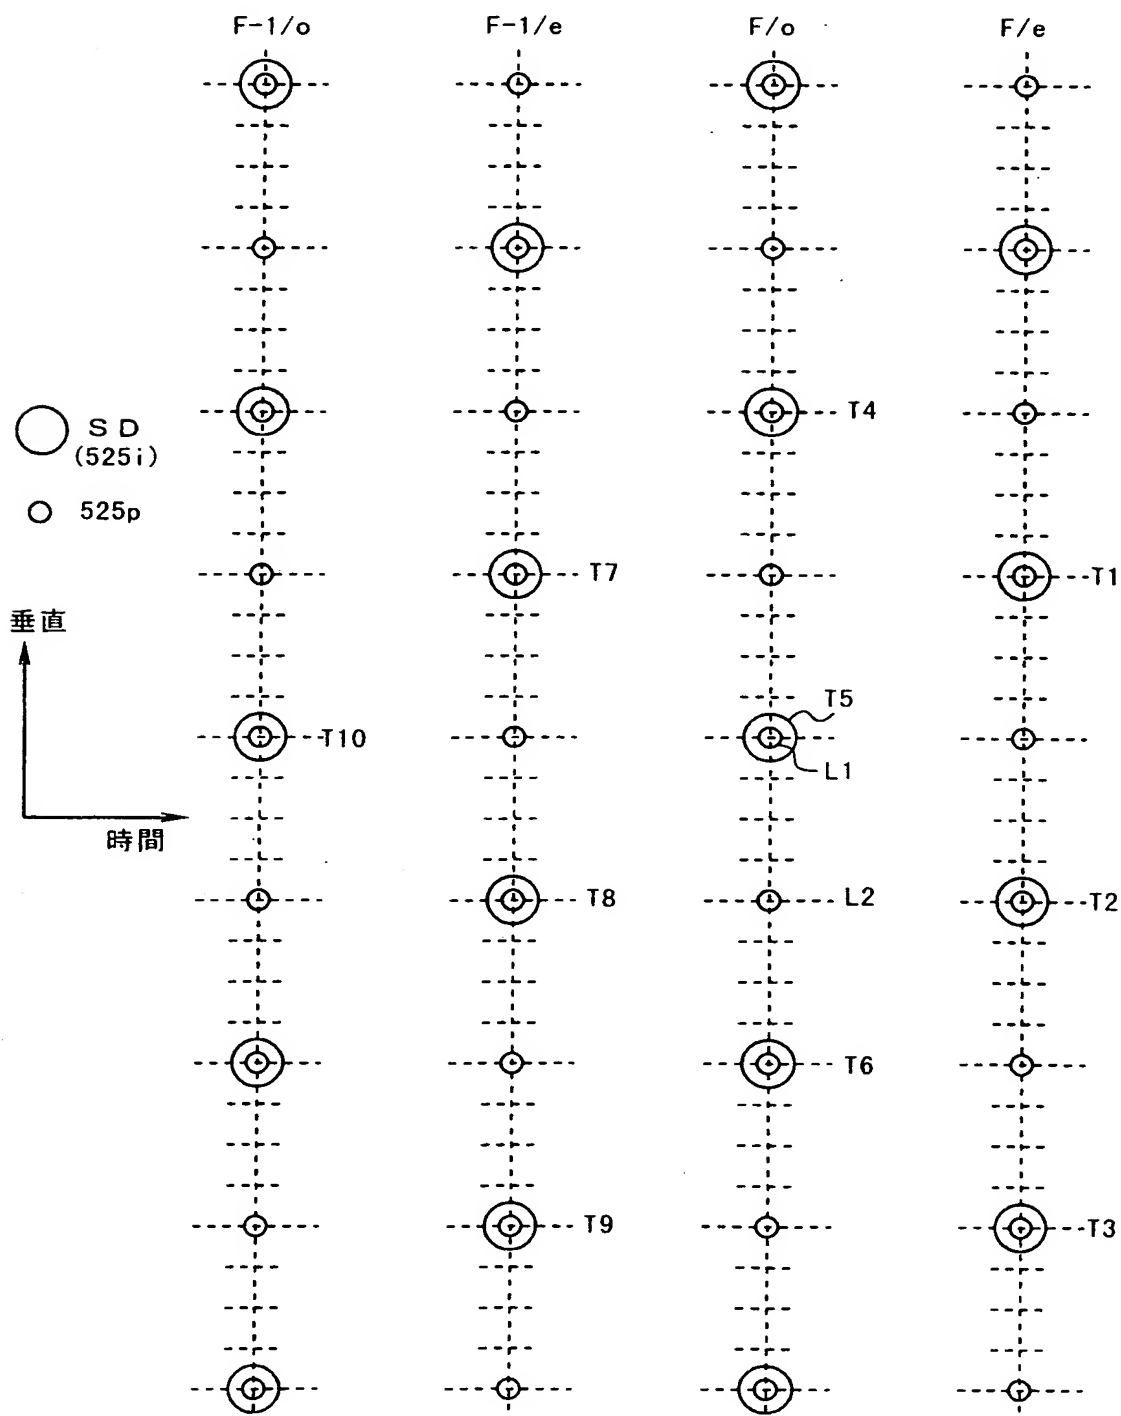 F-1/o
F-1/e
F/o
F/e
T4
SD
(525i)
525p
T7
T1
垂直
T5
T10
L1
時間
T8
L2
T2
T6
T9
T3